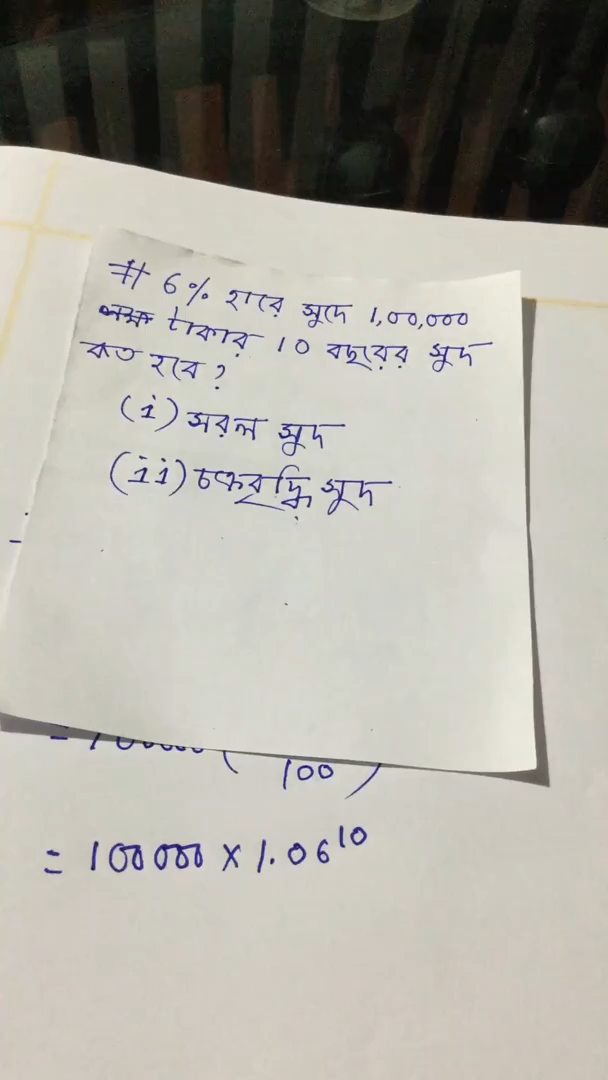 # 6% হারে সুদে 1,00,000
টাকার 10 বছরের সুদ
কত হবে?
(i) সরল সুদ
(ii) চক্রবৃদ্ধি সুদ
100
= 100000 × 1.06¹⁰